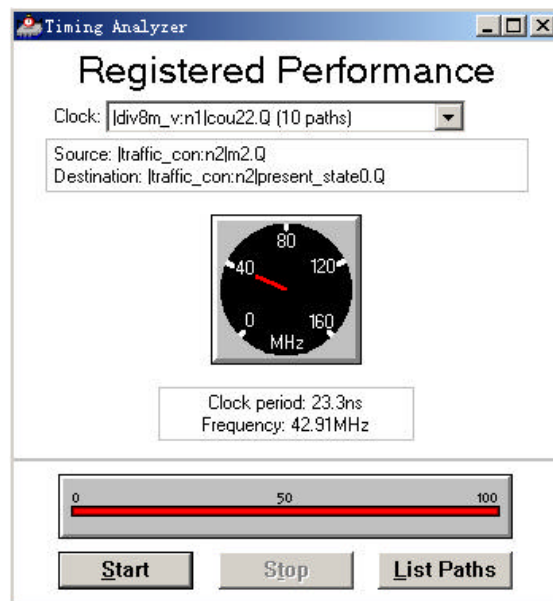 Timing Analyzer
Registered Performance
Clock: |div8m_v:n1|cou22.Q (10 paths)
Source: |traffic_con:n2|m2.Q
Destination: |traffic_con:n2|present_state0.Q
80
40 120
0 160
MHz
Clock period: 23.3ns
Frequency: 42.91MHz
0 50 100
Start Stop List Paths